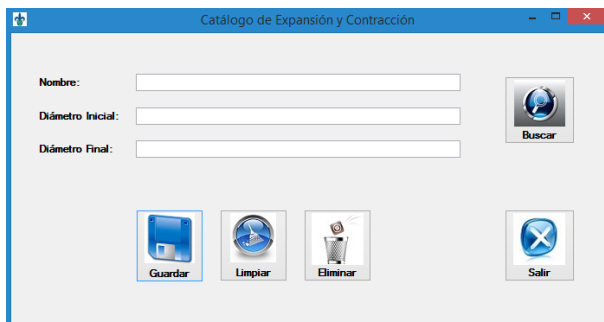 Catálogo de Expansión y Contracción
Nombre:
Diámetro Inicial:
Buscar
Diámetro Final:
Guardar
Limpiar
Eliminar
Salir